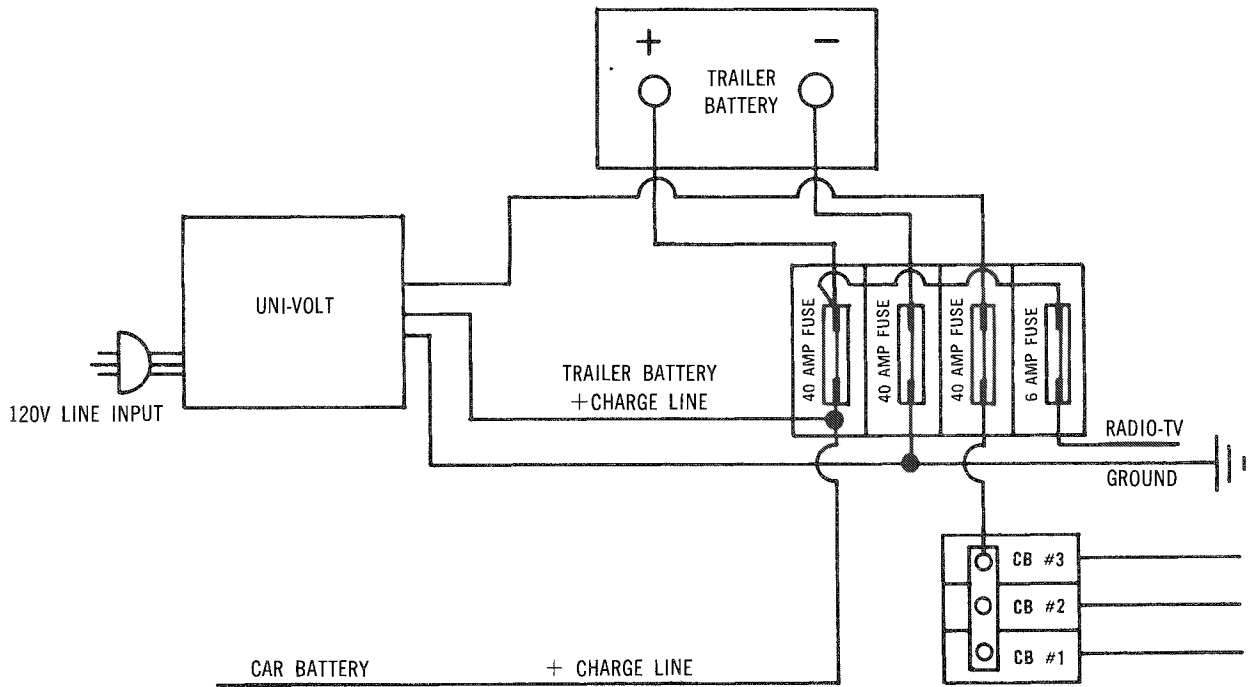 + −
TRAILER
BATTERY
UNI-VOLT
120V LINE INPUT
TRAILER BATTERY
+CHARGE LINE
40 AMP FUSE
40 AMP FUSE
40 AMP FUSE
6 AMP FUSE
RADIO-TV
GROUND
CB #3
CB #2
CB #1
CAR BATTERY + CHARGE LINE